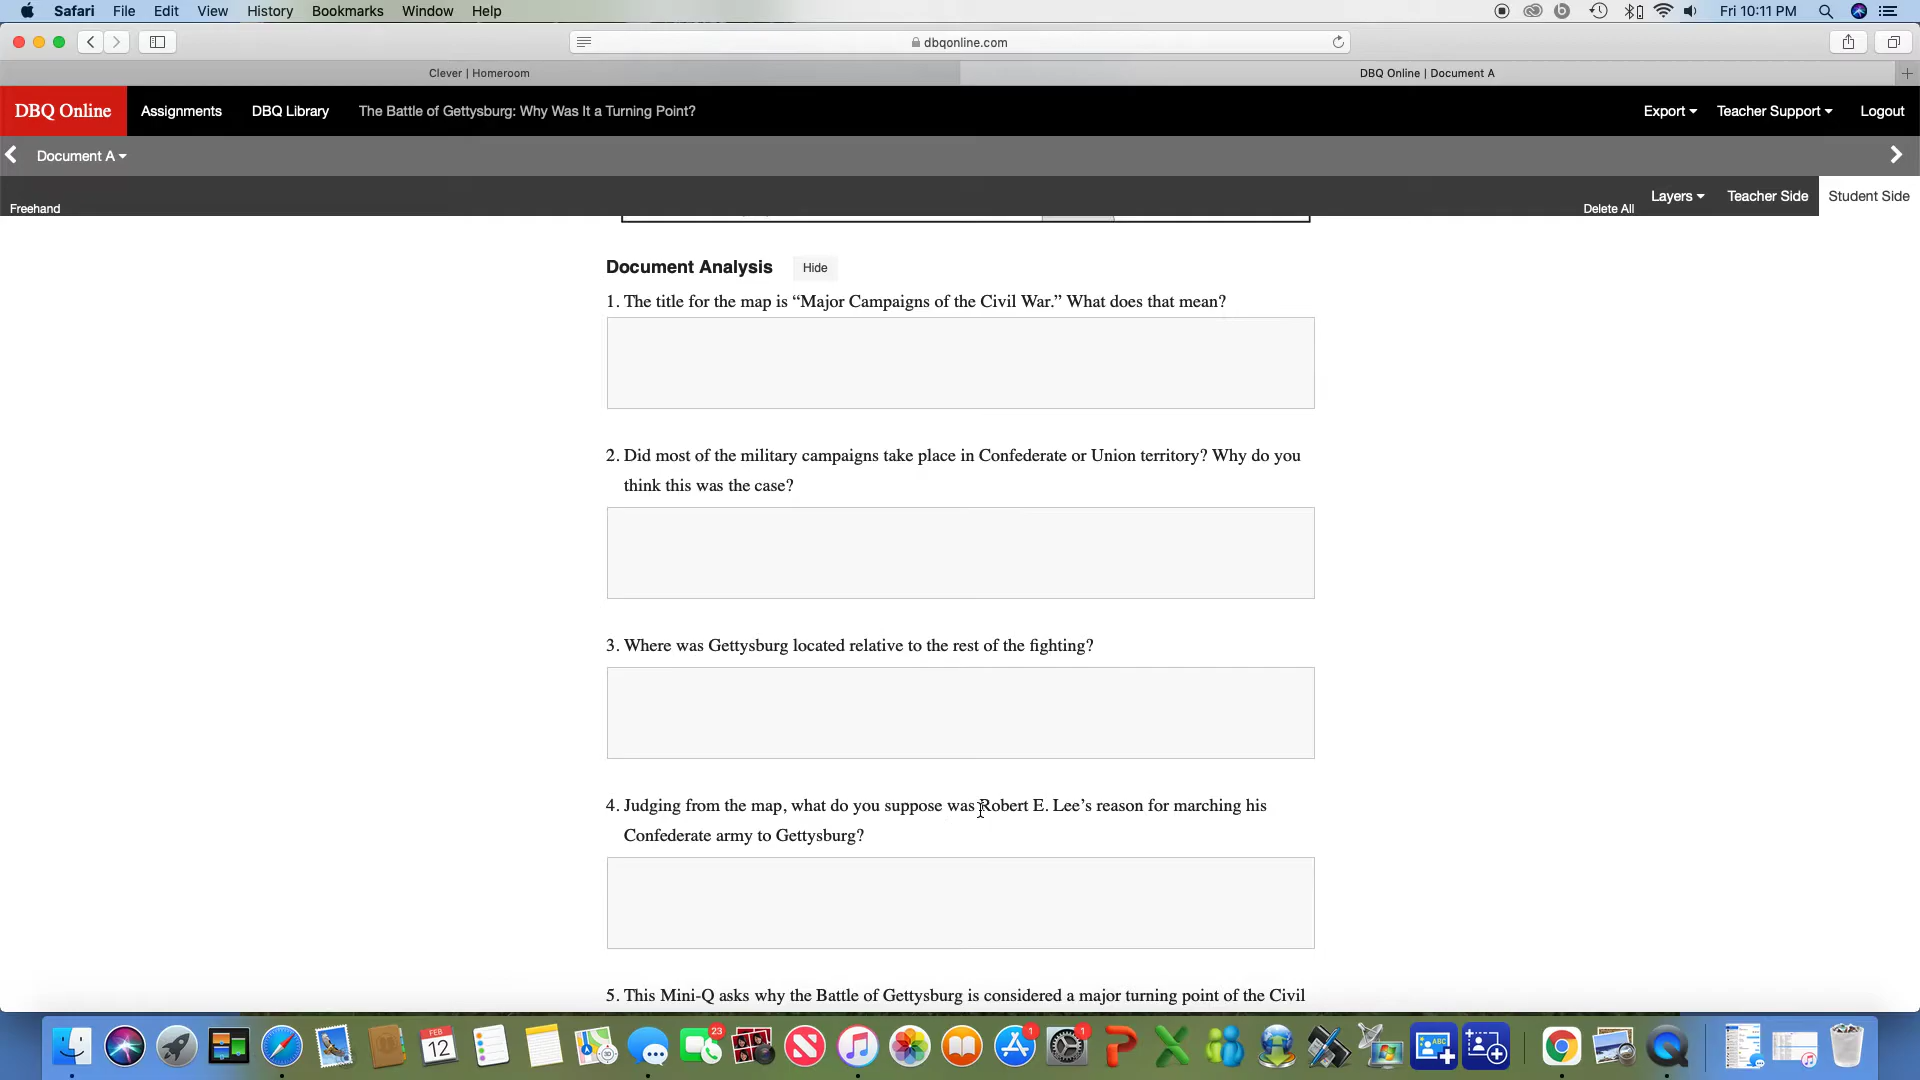 Safari File Edit View History Bookmarks Window Help Fri 10:11 PM
dbqonline.com
Clever | Homeroom DBQ Online | Document A
DBQ Online Assignments DBQ Library The Battle of Gettysburg: Why Was It a Turning Point? Export Teacher Support Logout
Document A
Freehand Delete All Layers Teacher Side Student Side
Document Analysis Hide
1. The title for the map is “Major Campaigns of the Civil War.” What does that mean?
2. Did most of the military campaigns take place in Confederate or Union territory? Why do you
think this was the case?
3. Where was Gettysburg located relative to the rest of the fighting?
4. Judging from the map, what do you suppose was Robert E. Lee’s reason for marching his
Confederate army to Gettysburg?
5. This Mini-Q asks why the Battle of Gettysburg is considered a major turning point of the Civil
FEB
12
23
1
1
ABC